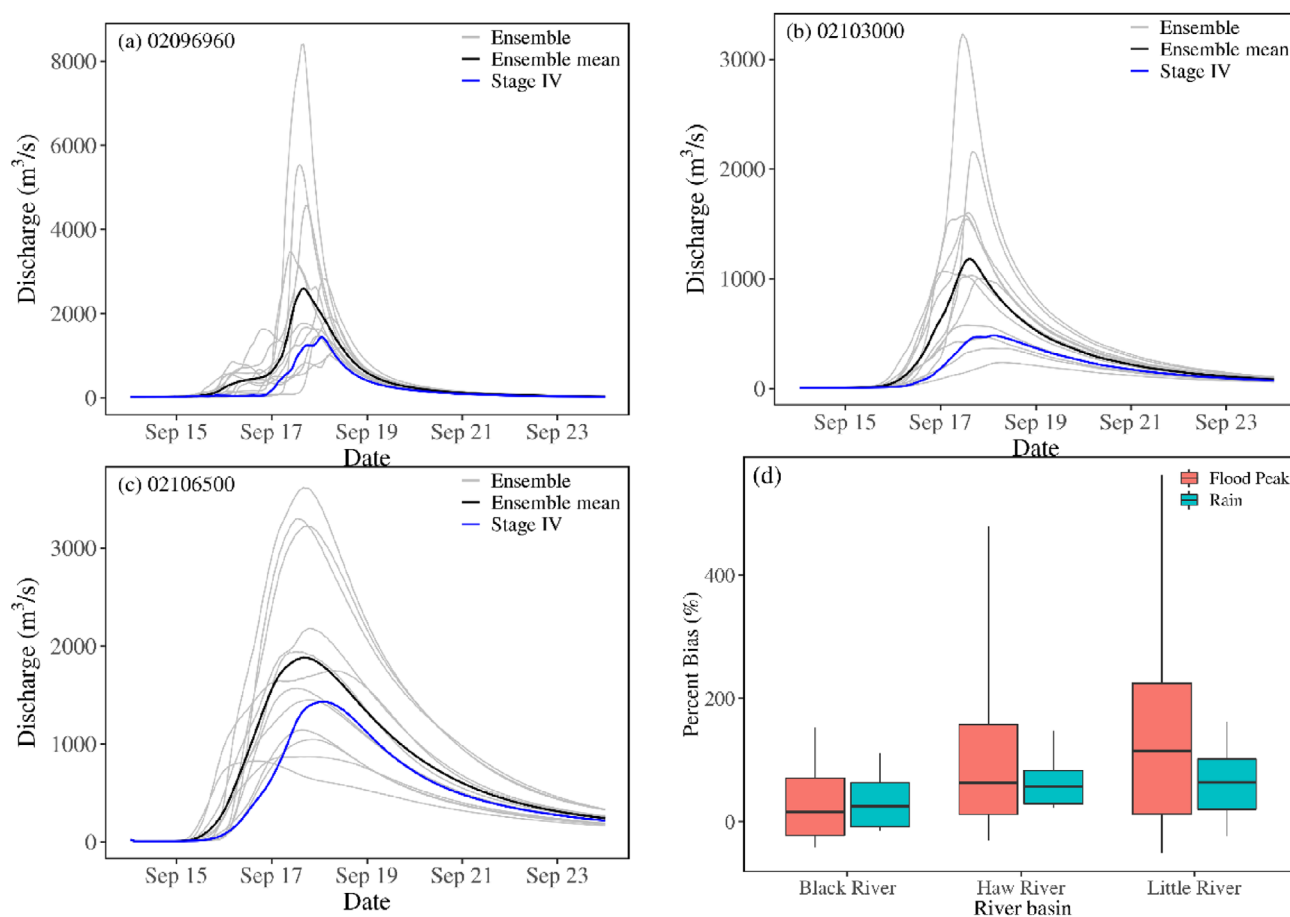 (a) 02096960
Ensemble
Ensemble mean
Stage IV
8000
6000
4000
2000
0
Discharge (m³/s)
Sep 15 Sep 17 Sep 19 Sep 21 Sep 23
Date
(b) 02103000
Ensemble
Ensemble mean
Stage IV
3000
2000
1000
0
Discharge (m³/s)
Sep 15 Sep 17 Sep 19 Sep 21 Sep 23
Date
(c) 02106500
Ensemble
Ensemble mean
Stage IV
3000
2000
1000
0
Discharge (m³/s)
Sep 15 Sep 17 Sep 19 Sep 21 Sep 23
Date
(d)
Flood Peak
Rain
400
200
0
Percent Bias (%)
Black River Haw River Little River
River basin